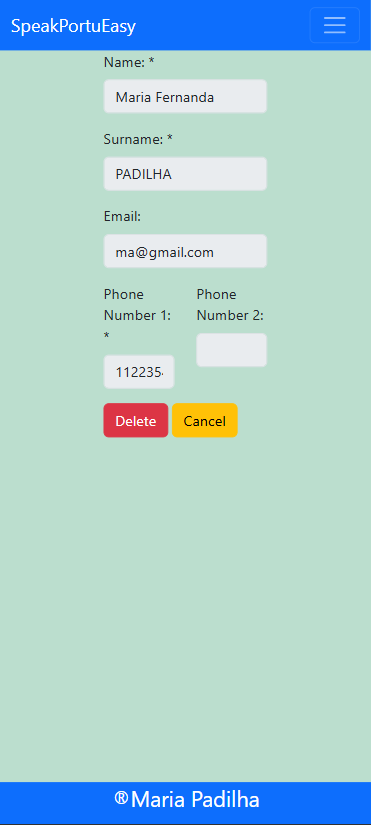 SpeakPortuEasy
Name: *
Maria Fernanda
Surname: *
PADILHA
Email:
ma@gmail.com
Phone Number 1: *
Phone Number 2:
112235
Delete
Cancel
®Maria Padilha